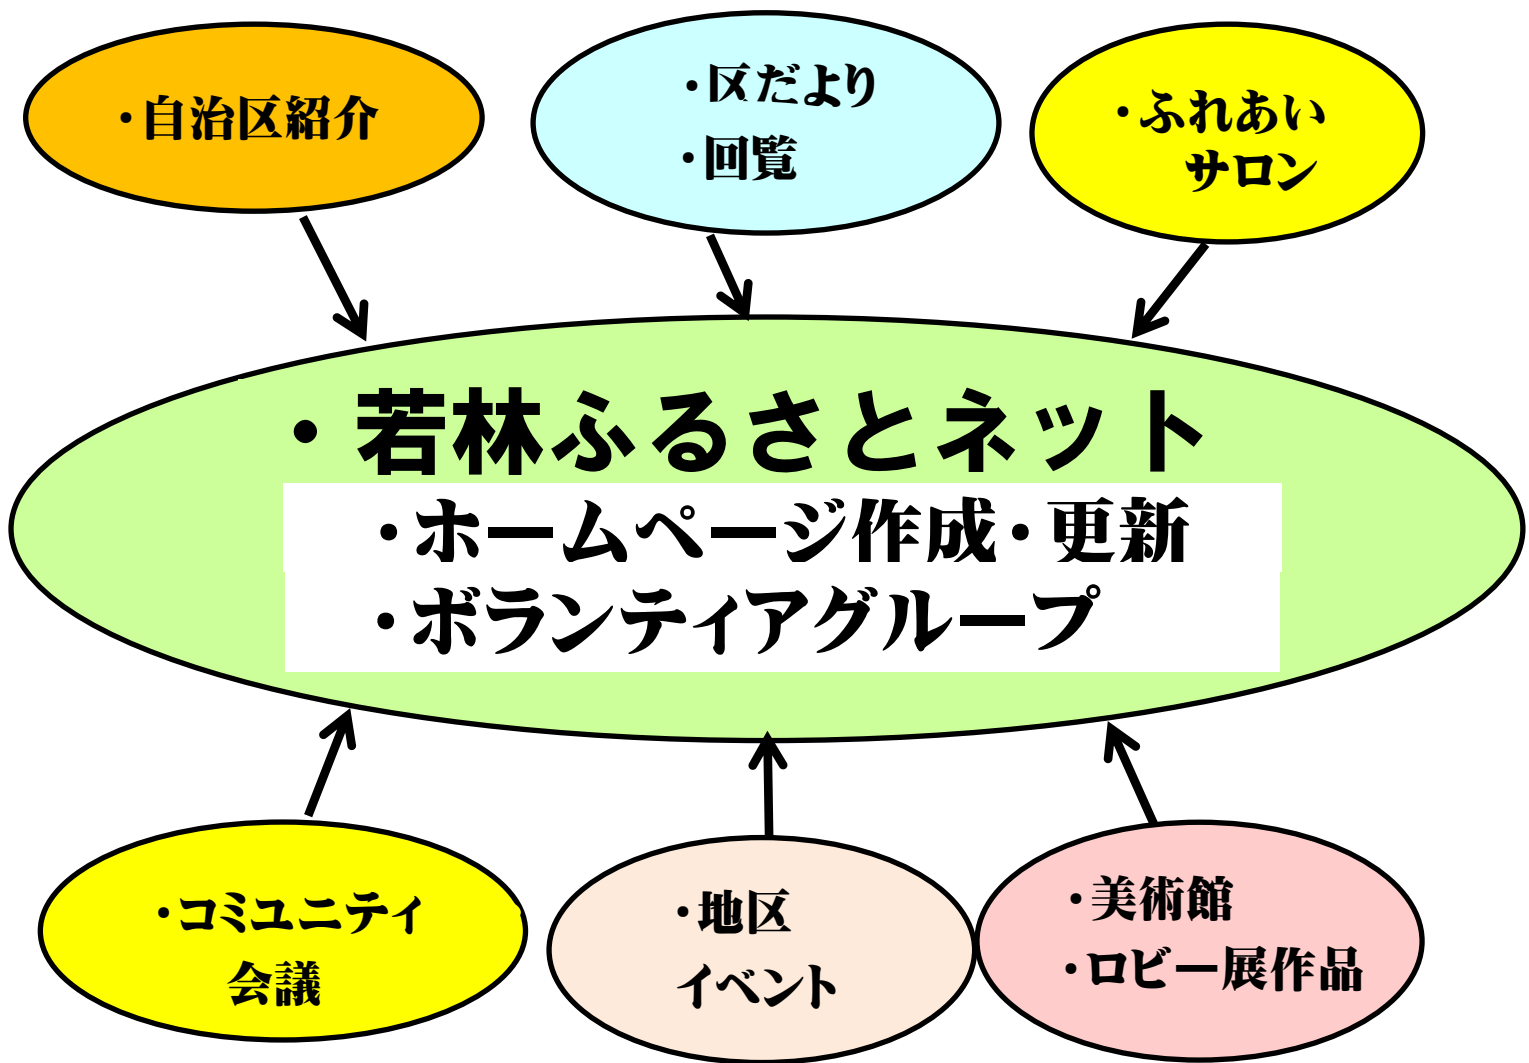 ・自治区紹介
・区だより
・回覧
・ふれあい
サロン
・若林ふるさとネット
・ホームページ作成・更新
・ボランティアグループ
・コミュニティ
会議
・地区
イベント
・美術館
・ロビー展作品